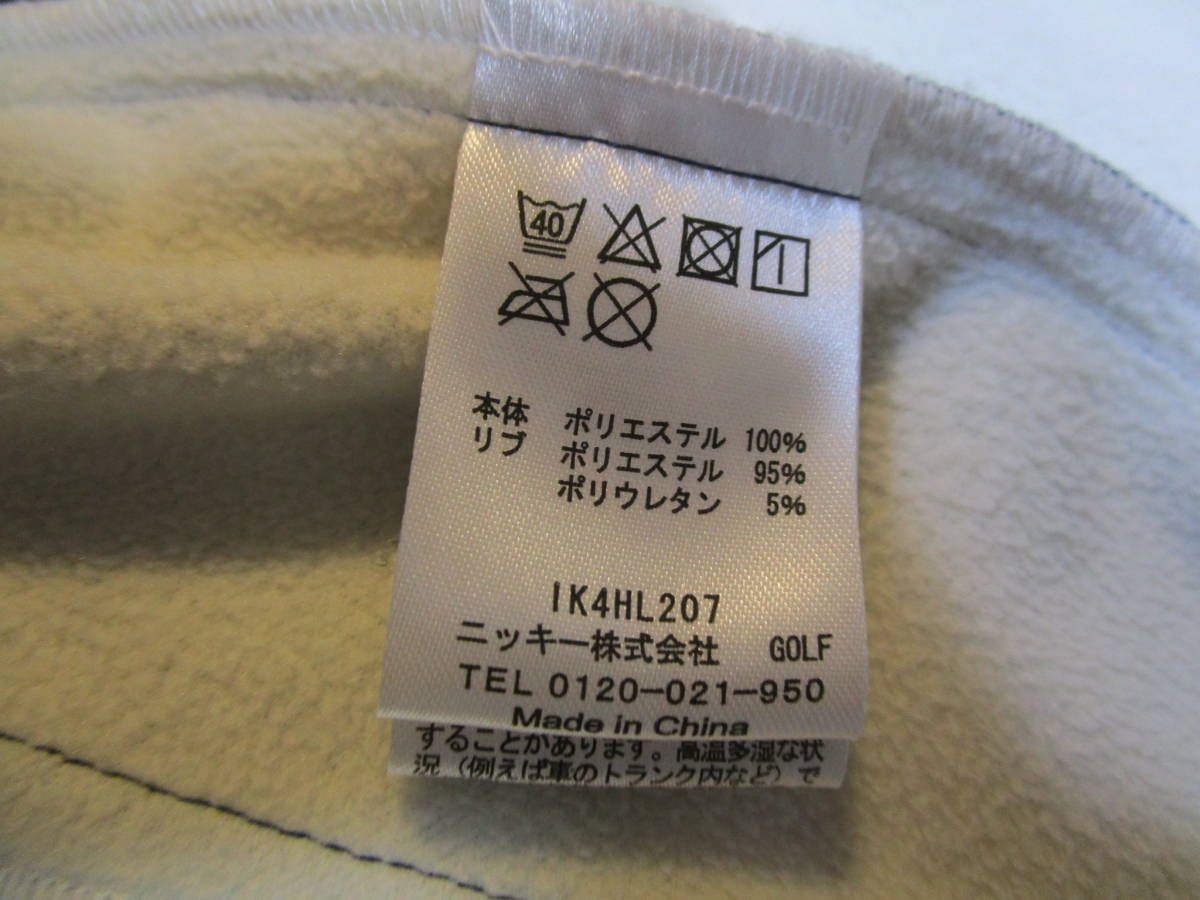 40
本体 ポリエステル 100%
リブ ポリエステル 95%
ポリウレタン 5%
IK4HL207
ニッキー株式会社 GOLF
TEL 0120-021-950
Made in China
することがあります。高温多湿な状
況（例えば車のトランク内など）で